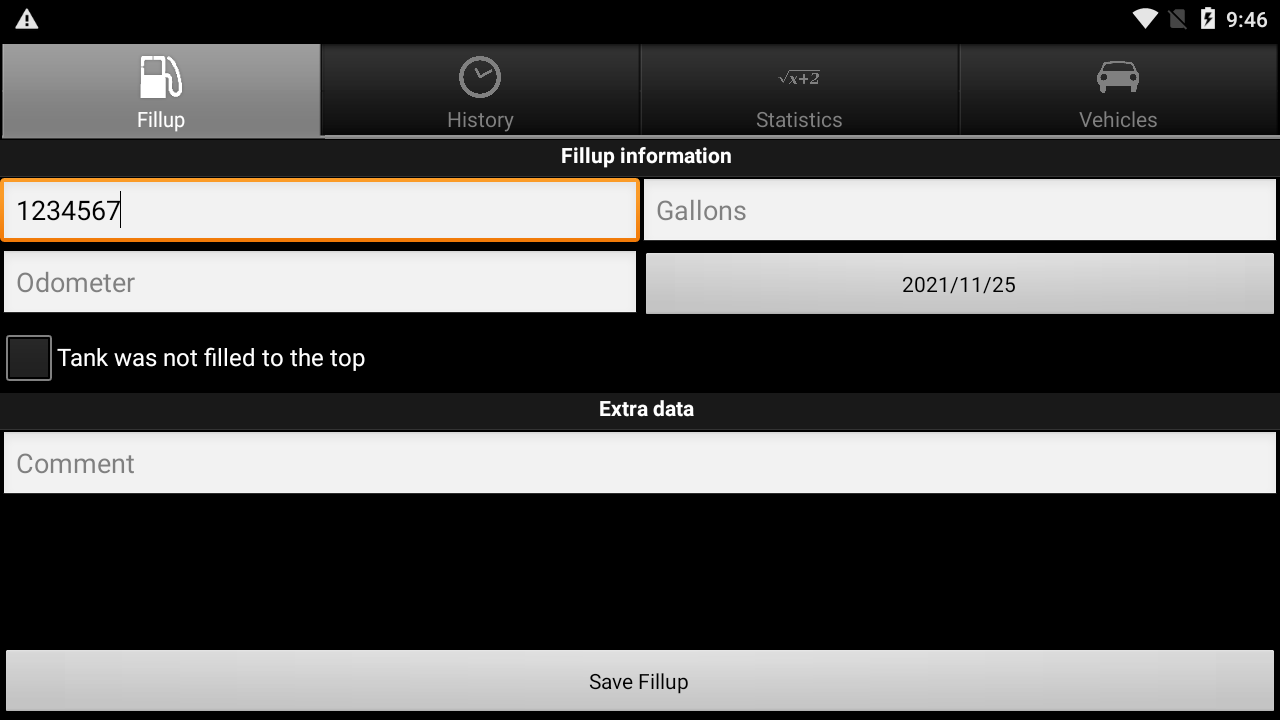 9:46
Fillup
History
√x+2
Statistics
Vehicles
Fillup information
1234567
Gallons
Odometer
2021/11/25
Tank was not filled to the top
Extra data
Comment
Save Fillup